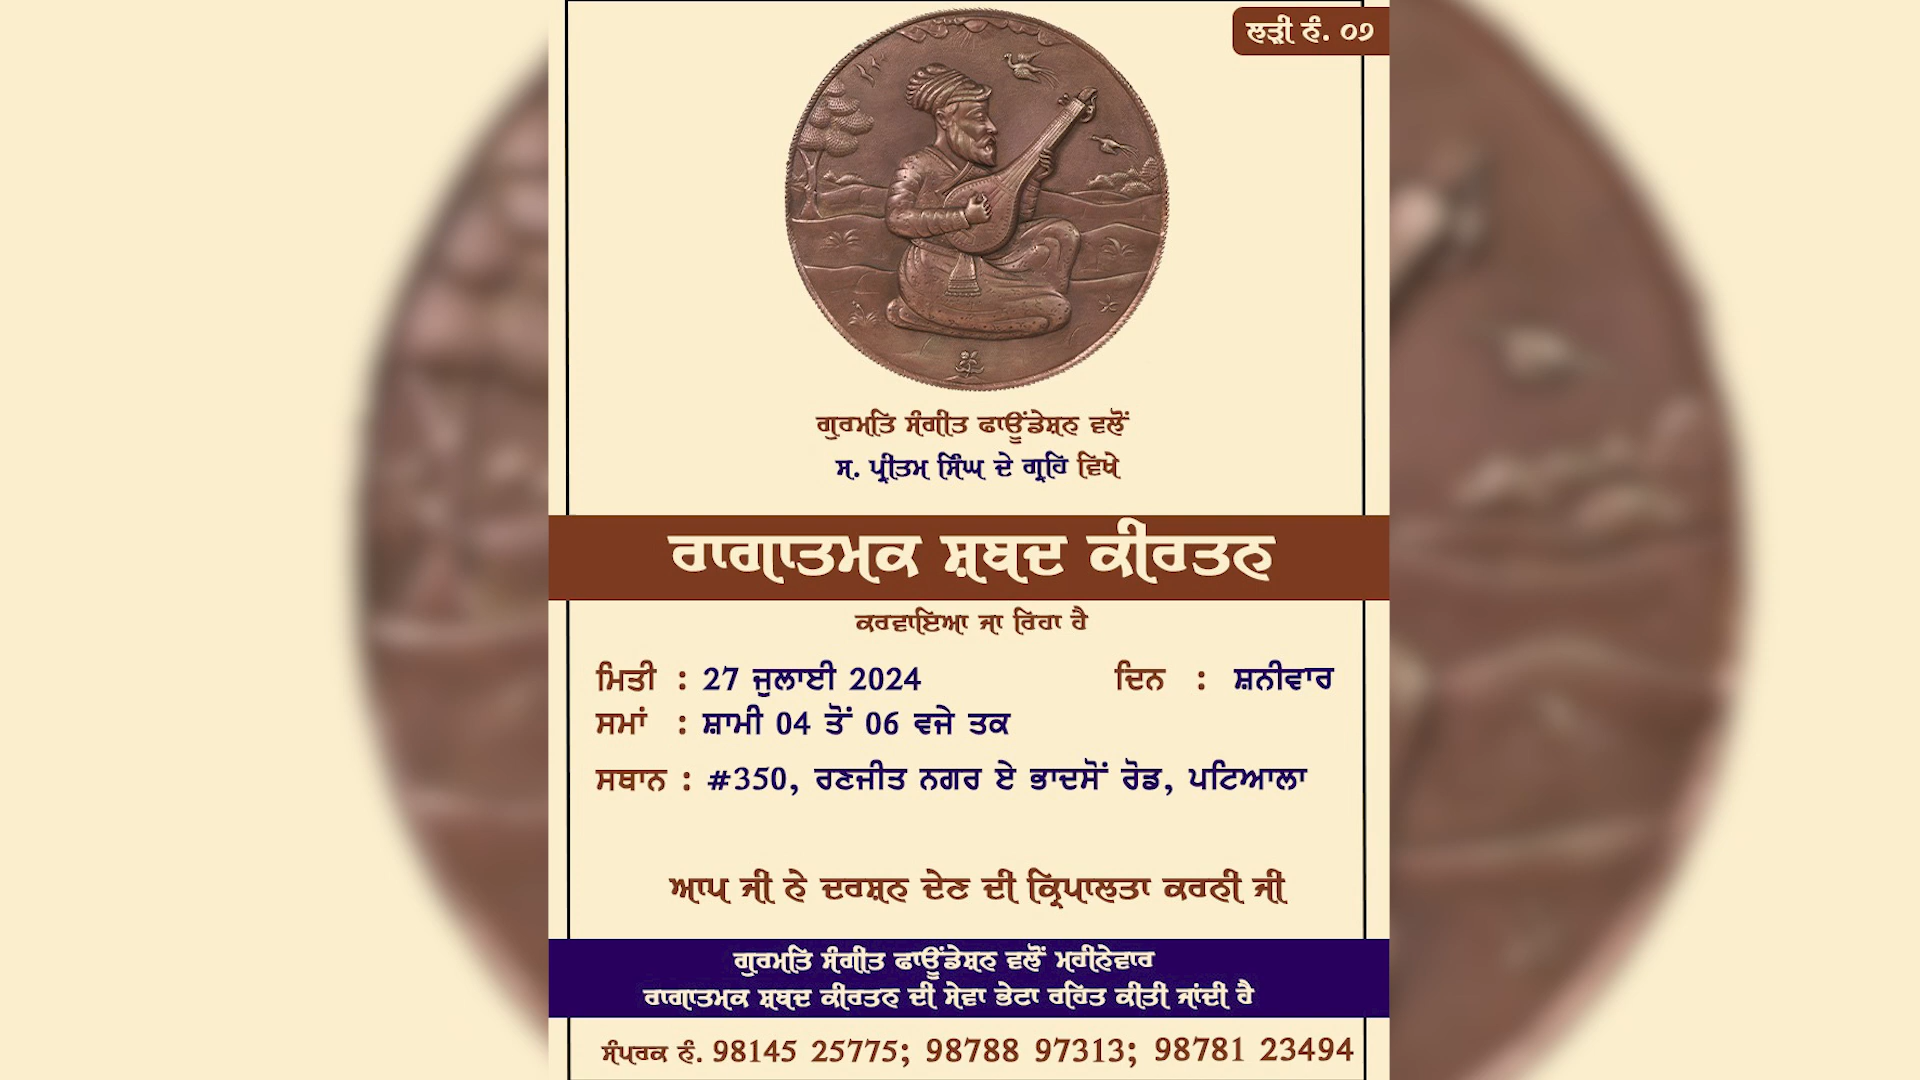 ਲੜੀ ਨੰ. ੦੭
ਗੁਰਮਤਿ ਸੰਗੀਤ ਫਾਊਂਡੇਸ਼ਨ ਵਲੋਂ
ਸ. ਪ੍ਰੀਤਮ ਸਿੰਘ ਦੇ ਗ੍ਰਹਿ ਵਿਖੇ
ਰਾਗਾਤਮਕ ਸ਼ਬਦ ਕੀਰਤਨ
ਕਰਵਾਇਆ ਜਾ ਰਿਹਾ ਹੈ
ਮਿਤੀ : 27 ਜੁਲਾਈ 2024 ਦਿਨ : ਸ਼ਨੀਵਾਰ
ਸਮਾਂ : ਸ਼ਾਮੀ 04 ਤੋਂ 06 ਵਜੇ ਤਕ
ਸਥਾਨ : #350, ਰਣਜੀਤ ਨਗਰ ਏ ਭਾਦਸੋਂ ਰੋਡ, ਪਟਿਆਲਾ
ਆਪ ਜੀ ਨੇ ਦਰਸ਼ਨ ਦੇਣ ਦੀ ਕ੍ਰਿਪਾਲਤਾ ਕਰਨੀ ਜੀ
ਗੁਰਮਤਿ ਸੰਗੀਤ ਫਾਊਂਡੇਸ਼ਨ ਵਲੋਂ ਮਹੀਨੇਵਾਰ
ਰਾਗਾਤਮਕ ਸ਼ਬਦ ਕੀਰਤਨ ਦੀ ਸੇਵਾ ਭੇਟਾ ਰਹਿਤ ਕੀਤੀ ਜਾਂਦੀ ਹੈ
ਸੰਪਰਕ ਨੰ. 98145 25775; 98788 97313; 98781 23494